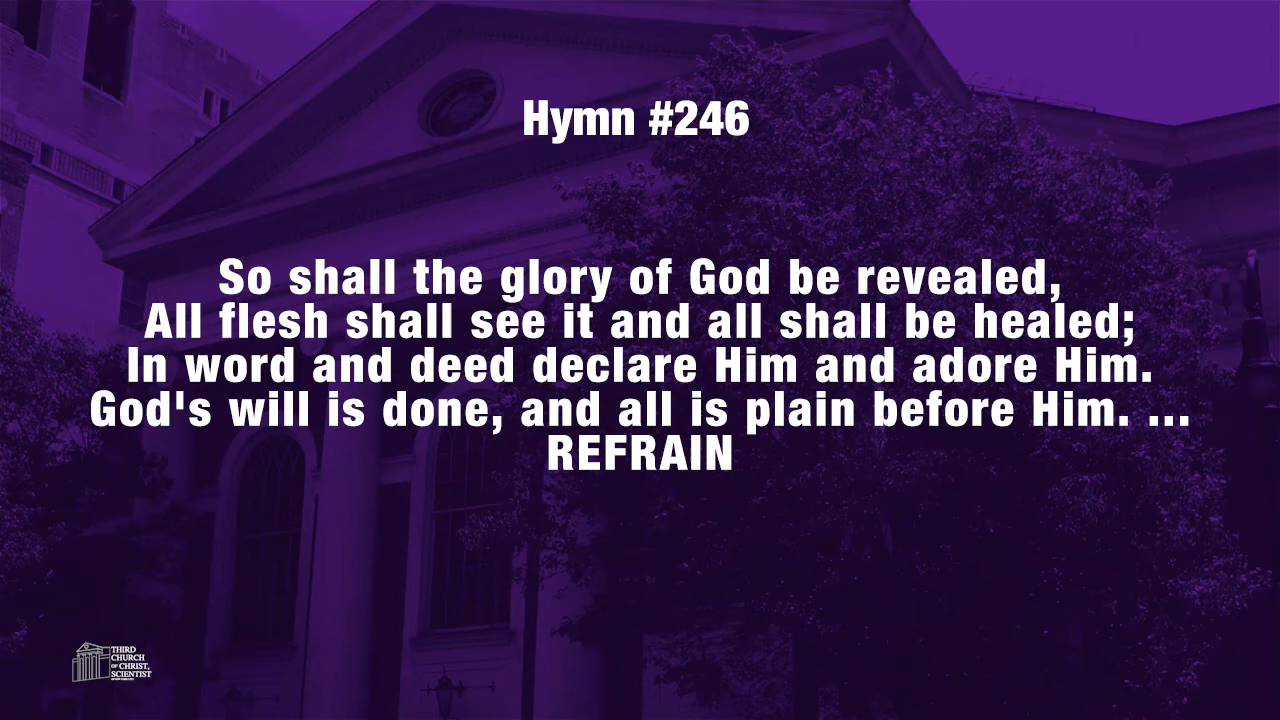 Hymn #246
So shall the glory of God be revealed,
All flesh shall see it and all shall be healed;
In word and deed declare Him and adore Him.
God's will is done, and all is plain before Him. ...
REFRAIN
THIRD
CHURCH
OF CHRIST,
SCIENTIST